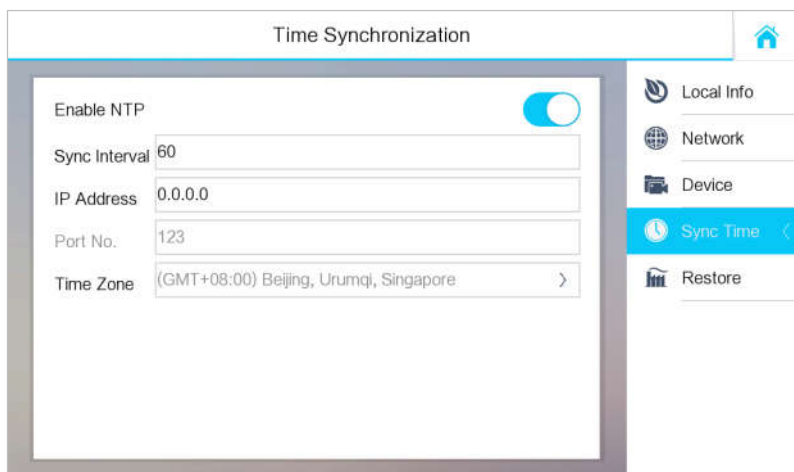 Time Synchronization
Enable NTP
Sync Interval 60
IP Address 0.0.0.0
Port No. 123
Time Zone (GMT+08:00) Beijing, Urumqi, Singapore
Local Info
Network
Device
Sync Time
Restore